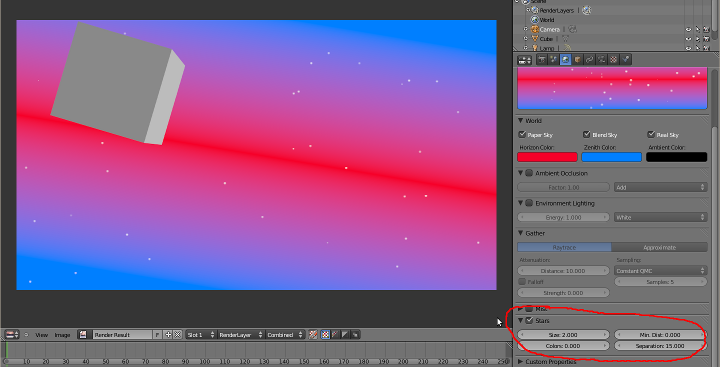 Scene
RenderLayers
World
Camera
Cube
Lamp
World
Paper Sky Blend Sky Real Sky
Horizon Color: Zenith Color: Ambient Color:
Ambient Occlusion
Factor: 1.00 Add
Environment Lighting
Energy: 1.000 White
Gather
Raytrace Approximate
Attenuation: Sampling:
Distance: 10.000 Constant QMC
Falloff Samples: 5
Strength: 0.000
Mist
Stars
Size: 2.000 Min. Dist: 0.000
Colors: 0.000 Separation: 15.000
Custom Properties
View Image Render Result F Slot 1 RenderLayer Combined
0 10 20 30 40 50 60 70 80 90 100 110 120 130 140 150 160 170 180 190 200 210 220 230 240 250